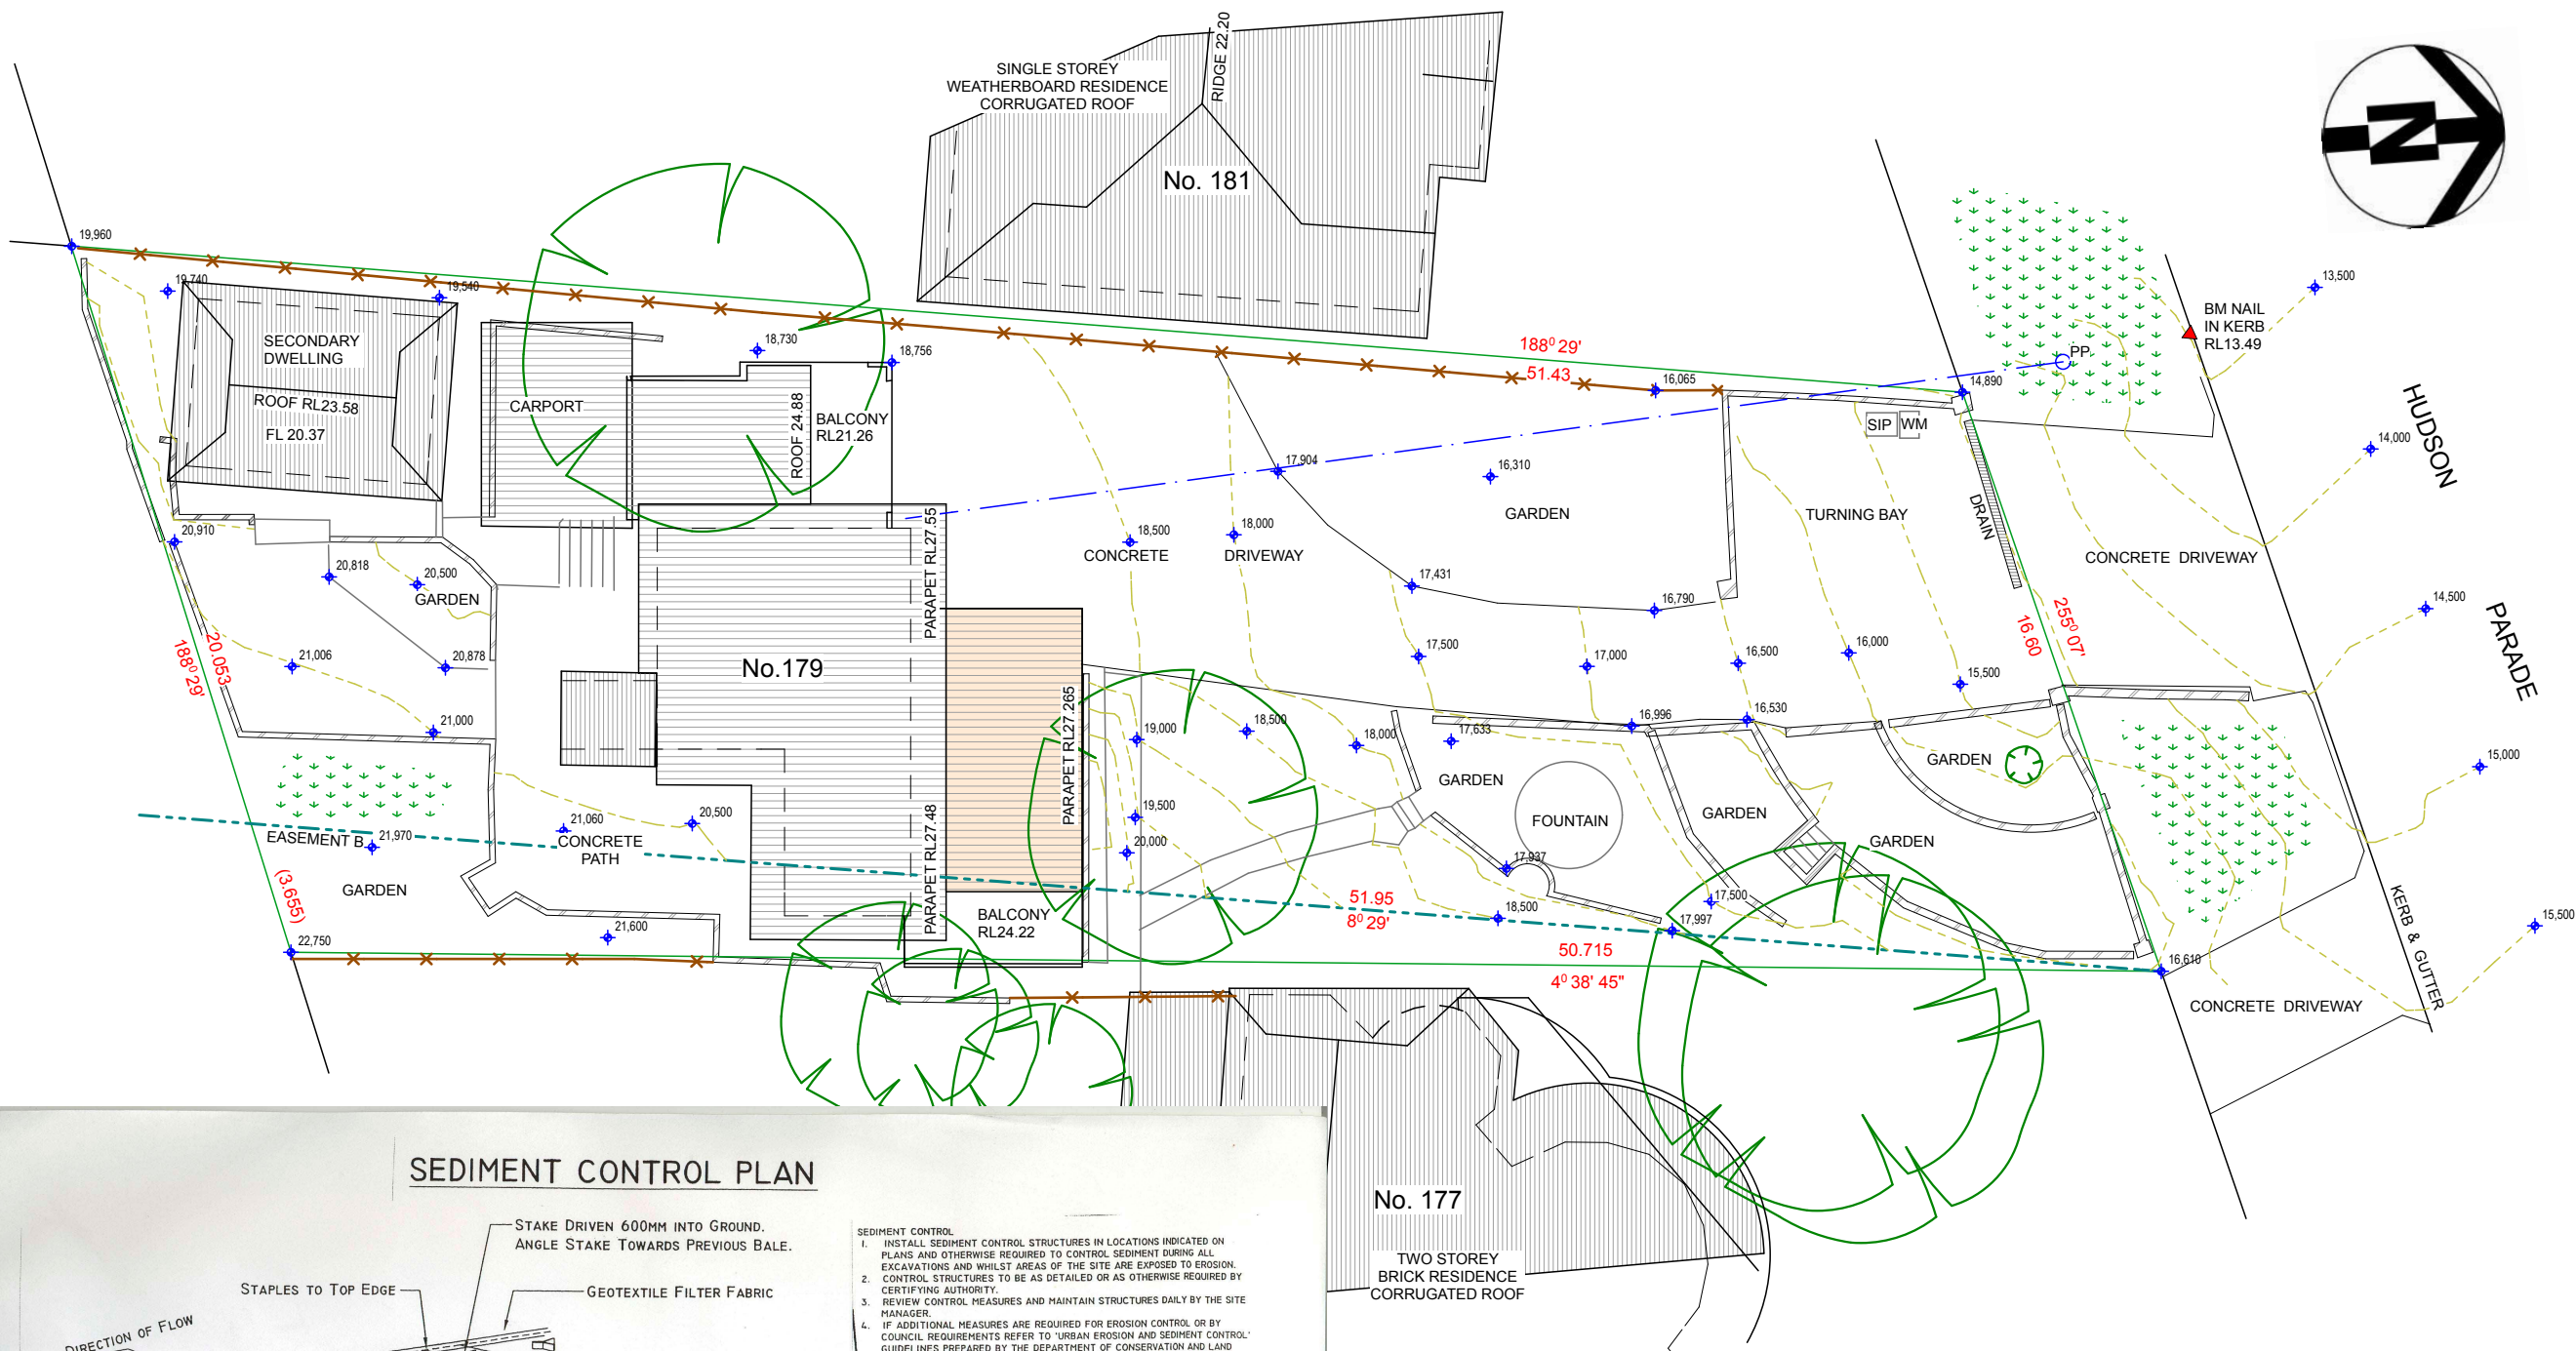 SINGLE STOREY
WEATHERBOARD RESIDENCE
CORRUGATED ROOF
RIDGE 22.20
No. 181
N
19,960
19,740
19,540
SECONDARY
DWELLING
ROOF RL23.58
FL 20.37
CARPORT
18,730
18,756
ROOF 24.88
BALCONY
RL21.26
188⁰ 29'
51.43
16,065
14,890
PP
BM NAIL
IN KERB
RL13.49
13,500
14,000
14,500
15,000
15,500
HUDSON
PARADE
SIP
WM
17,904
16,310
GARDEN
TURNING BAY
DRAIN
CONCRETE DRIVEWAY
18,500
18,000
CONCRETE
DRIVEWAY
17,431
16,790
17,500
17,000
16,500
16,000
15,500
255⁰ 07'
16.60
20,910
20,818
20,500
GARDEN
20,878
21,006
21,000
20.053
188⁰ 29'
No.179
PARAPET RL27.55
PARAPET RL27.48
PARAPET RL27.265
19,000
18,500
18,000
17,633
16,996
16,530
GARDEN
FOUNTAIN
GARDEN
GARDEN
GARDEN
19,500
20,000
17,937
17,500
17,997
18,500
EASEMENT B
21,970
21,060
20,500
CONCRETE
PATH
GARDEN
(3.655)
22,750
21,600
BALCONY
RL24.22
51.95
8⁰ 29'
50.715
4⁰ 38' 45"
16,610
KERB & GUTTER
CONCRETE DRIVEWAY
No. 177
TWO STOREY
BRICK RESIDENCE
CORRUGATED ROOF
SEDIMENT CONTROL PLAN
STAKE DRIVEN 600MM INTO GROUND.
ANGLE STAKE TOWARDS PREVIOUS BALE.
STAPLES TO TOP EDGE
GEOTEXTILE FILTER FABRIC
DIRECTION OF FLOW
SEDIMENT CONTROL
1. INSTALL SEDIMENT CONTROL STRUCTURES IN LOCATIONS INDICATED ON
PLANS AND OTHERWISE REQUIRED TO CONTROL SEDIMENT DURING ALL
EXCAVATIONS AND WHILST AREAS OF THE SITE ARE EXPOSED TO EROSION.
2. CONTROL STRUCTURES TO BE AS DETAILED OR AS OTHERWISE REQUIRED BY
CERTIFYING AUTHORITY.
3. REVIEW CONTROL MEASURES AND MAINTAIN STRUCTURES DAILY BY THE SITE
MANAGER.
4. IF ADDITIONAL MEASURES ARE REQUIRED FOR EROSION CONTROL OR BY
COUNCIL REQUIREMENTS REFER TO 'URBAN EROSION AND SEDIMENT CONTROL'
GUIDELINES PREPARED BY THE DEPARTMENT OF CONSERVATION AND LAND